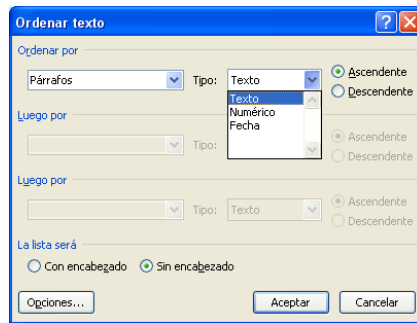 Ordenar texto
Ordenar por
Párrafos Tipo: Texto Ascendente
Descendente
Texto
Numérico
Fecha
Luego por
Tipo: Ascendente
Descendente
Luego por
Tipo: Texto Ascendente
Descendente
La lista será
Con encabezado Sin encabezado
Opciones... Aceptar Cancelar